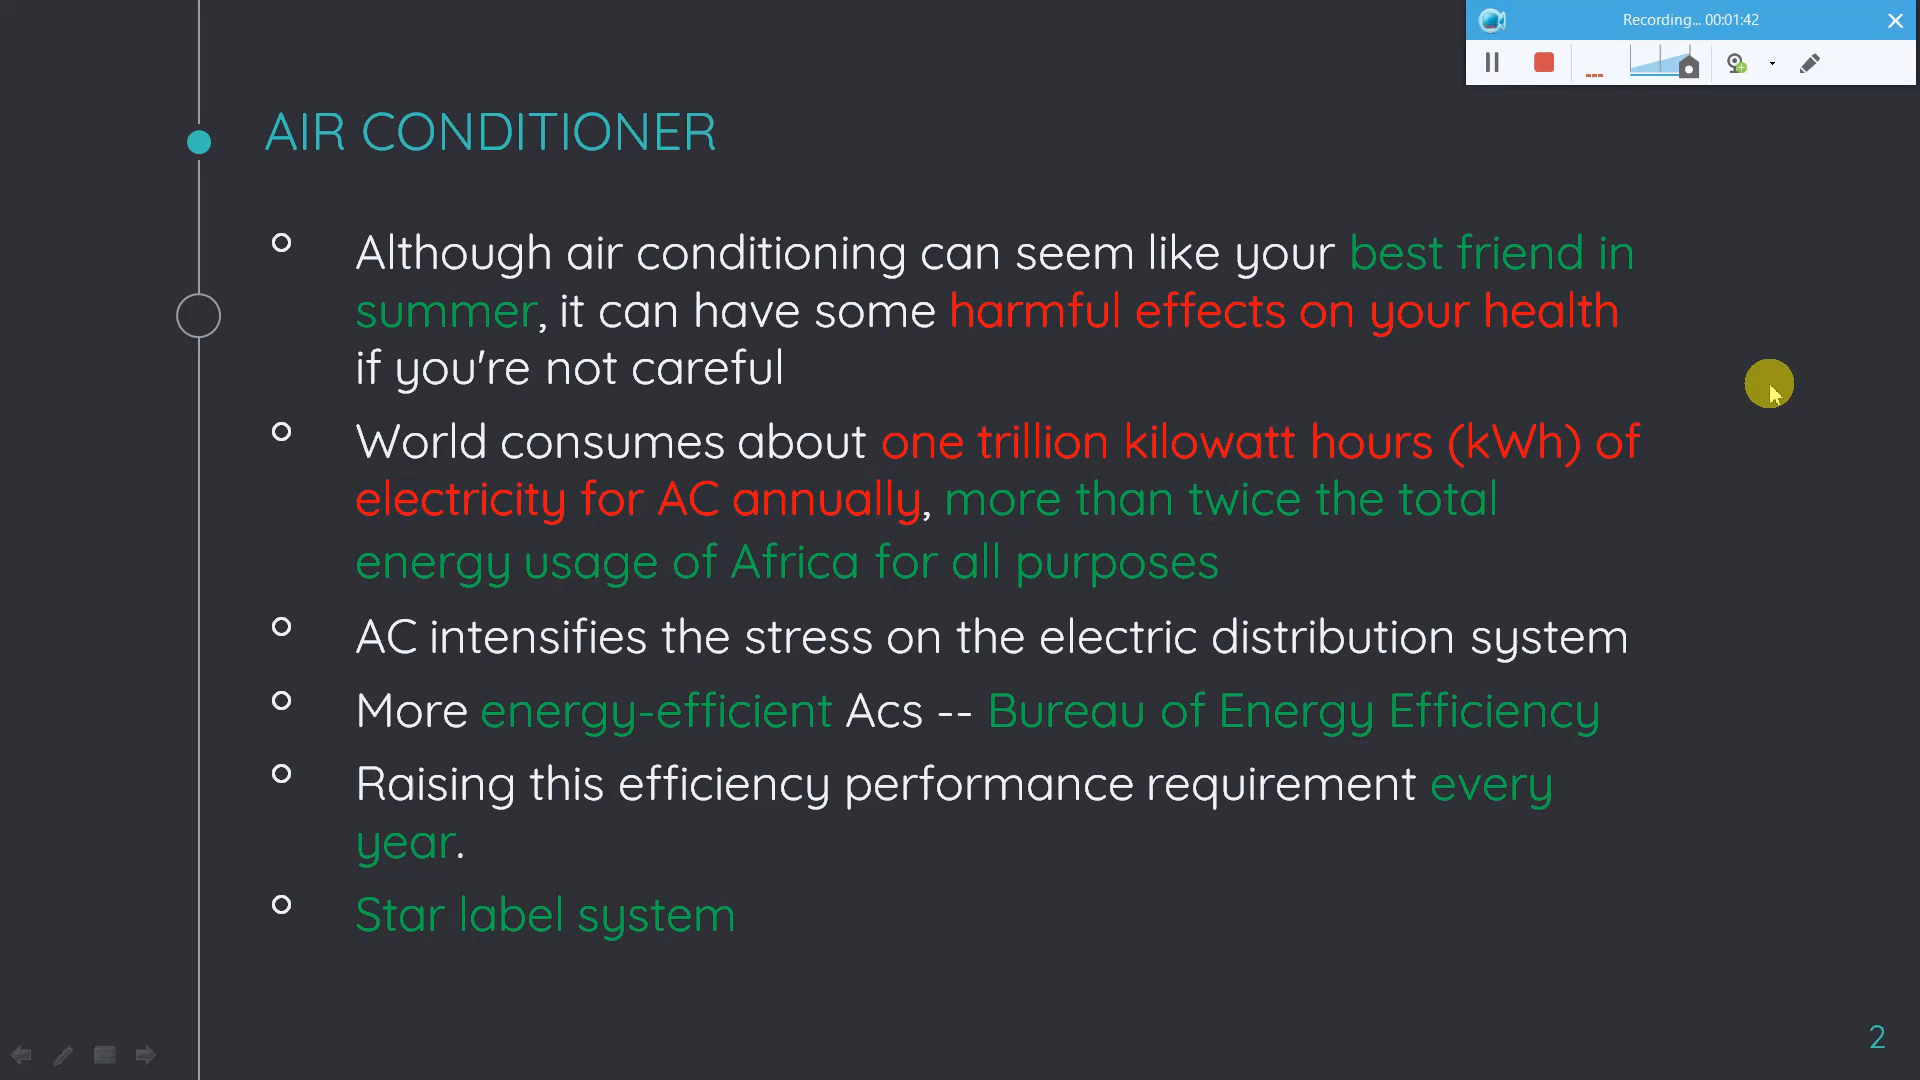 Recording... 00:01:42
AIR CONDITIONER
Although air conditioning can seem like your best friend in
summer, it can have some harmful effects on your health
if you're not careful
World consumes about one trillion kilowatt hours (kWh) of
electricity for AC annually, more than twice the total
energy usage of Africa for all purposes
AC intensifies the stress on the electric distribution system
More energy-efficient Acs -- Bureau of Energy Efficiency
Raising this efficiency performance requirement every
year.
Star label system
2